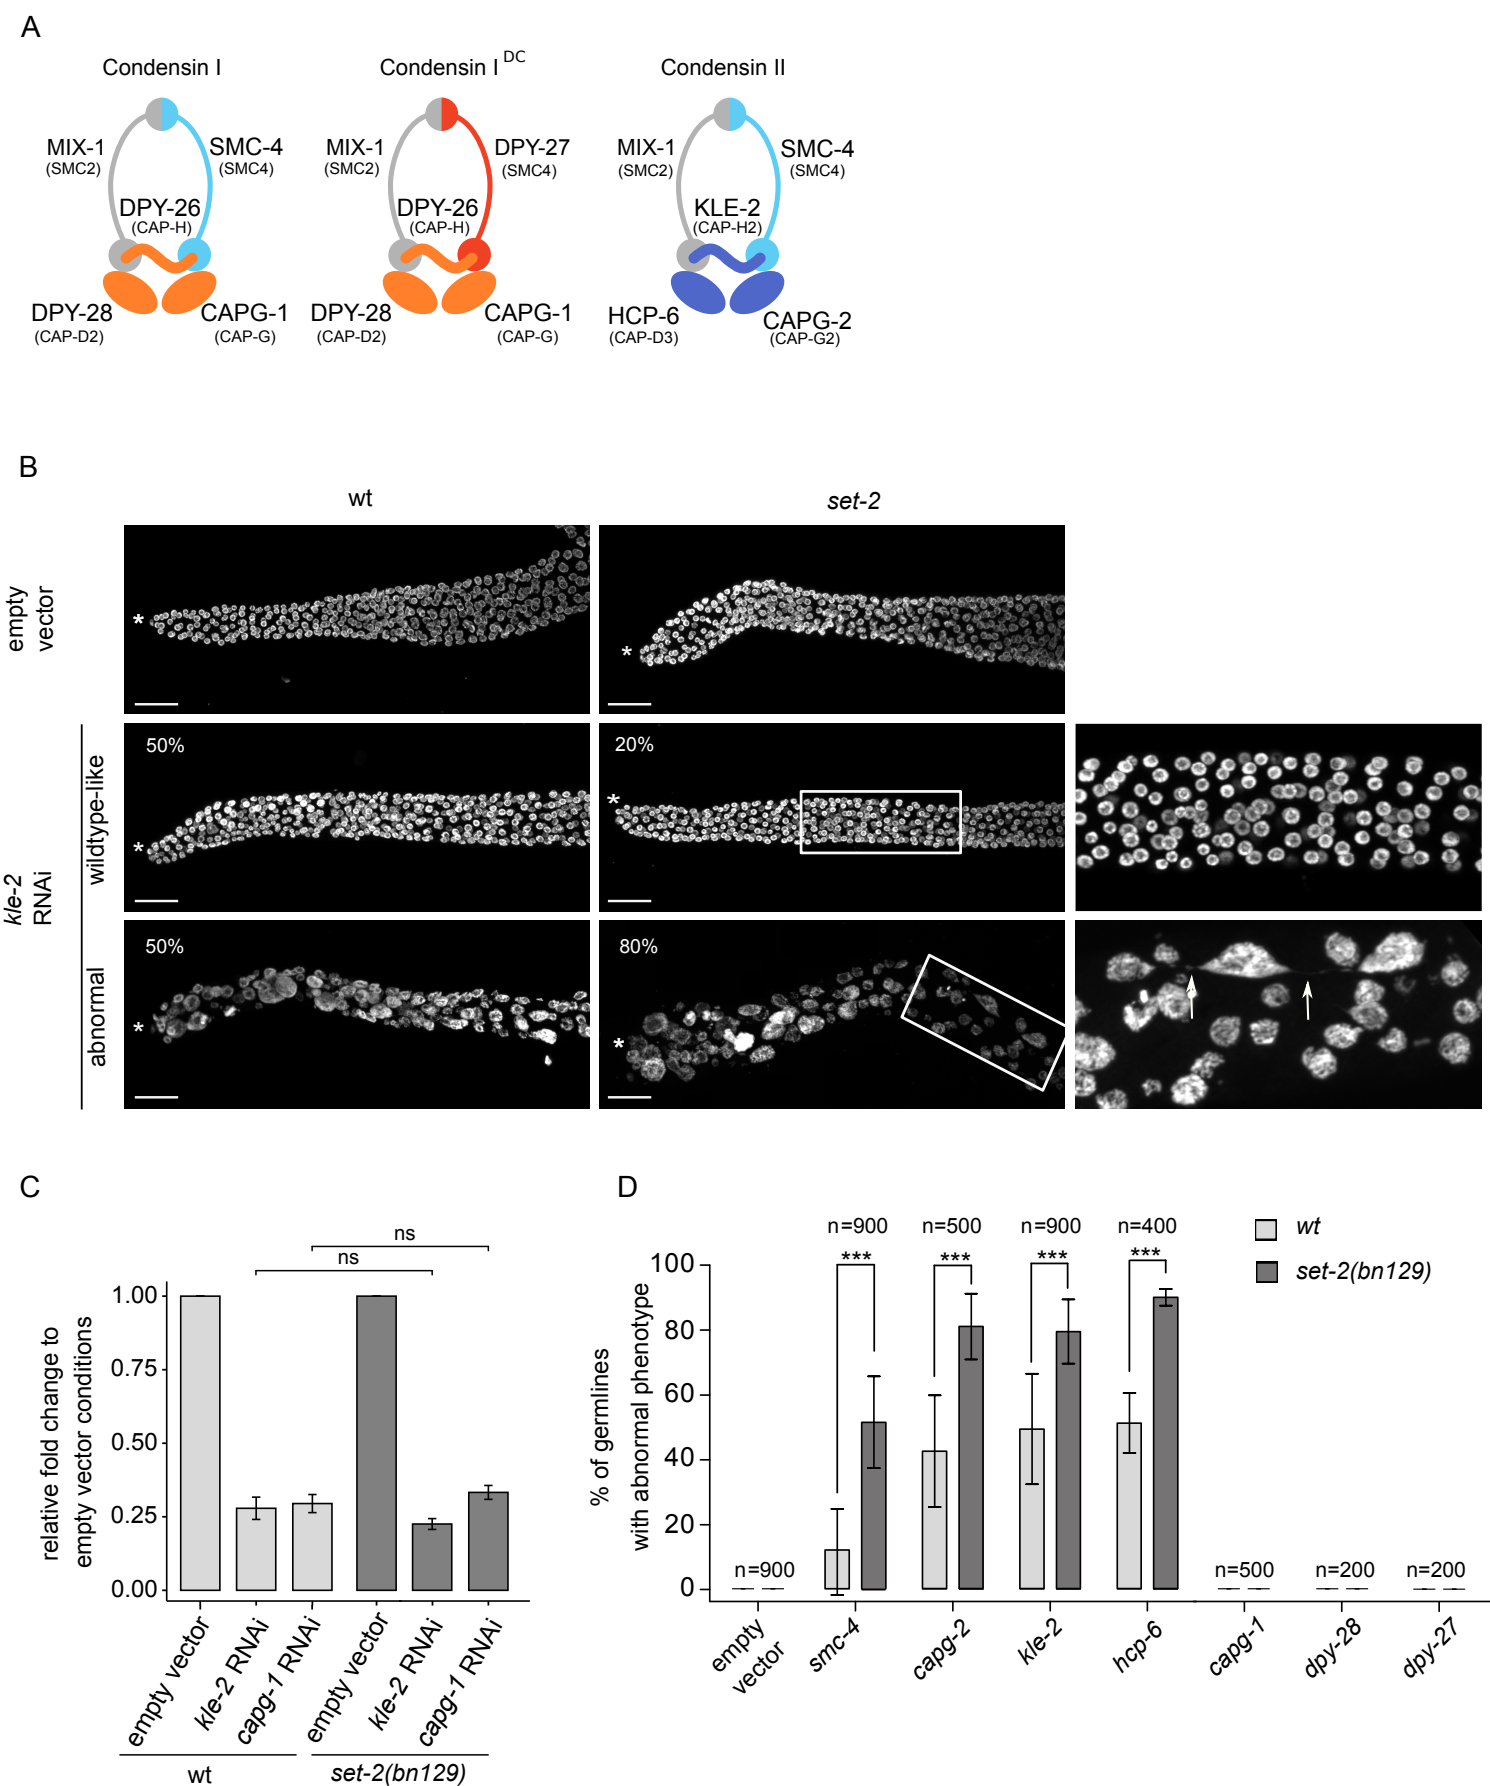 A
Condensin I
Condensin I DC
Condensin II
MIX-1
(SMC2)
SMC-4
(SMC4)
DPY-26
(CAP-H)
DPY-28
(CAP-D2)
CAPG-1
(CAP-G)
MIX-1
(SMC2)
DPY-27
(SMC4)
DPY-26
(CAP-H)
DPY-28
(CAP-D2)
CAPG-1
(CAP-G)
MIX-1
(SMC2)
SMC-4
(SMC4)
KLE-2
(CAP-H2)
HCP-6
(CAP-D3)
CAPG-2
(CAP-G2)
B
wt
set-2
empty
vector
*
*
kle-2
RNAi
wildtype-like
50%
*
20%
*
abnormal
50%
*
80%
*
C
relative fold change to
empty vector conditions
ns
ns
1.00
0.75
0.50
0.25
0.00
empty vector
kle-2 RNAi
capg-1 RNAi
empty vector
kle-2 RNAi
capg-1 RNAi
wt
set-2(bn129)
D
% of germlines
with abnormal phenotype
n=900
n=500
n=900
n=400
***
***
***
***
wt
set-2(bn129)
100
80
60
40
20
0
n=900
n=500
n=200
n=200
empty
vector
smc-4
capg-2
kle-2
hcp-6
capg-1
dpy-28
dpy-27